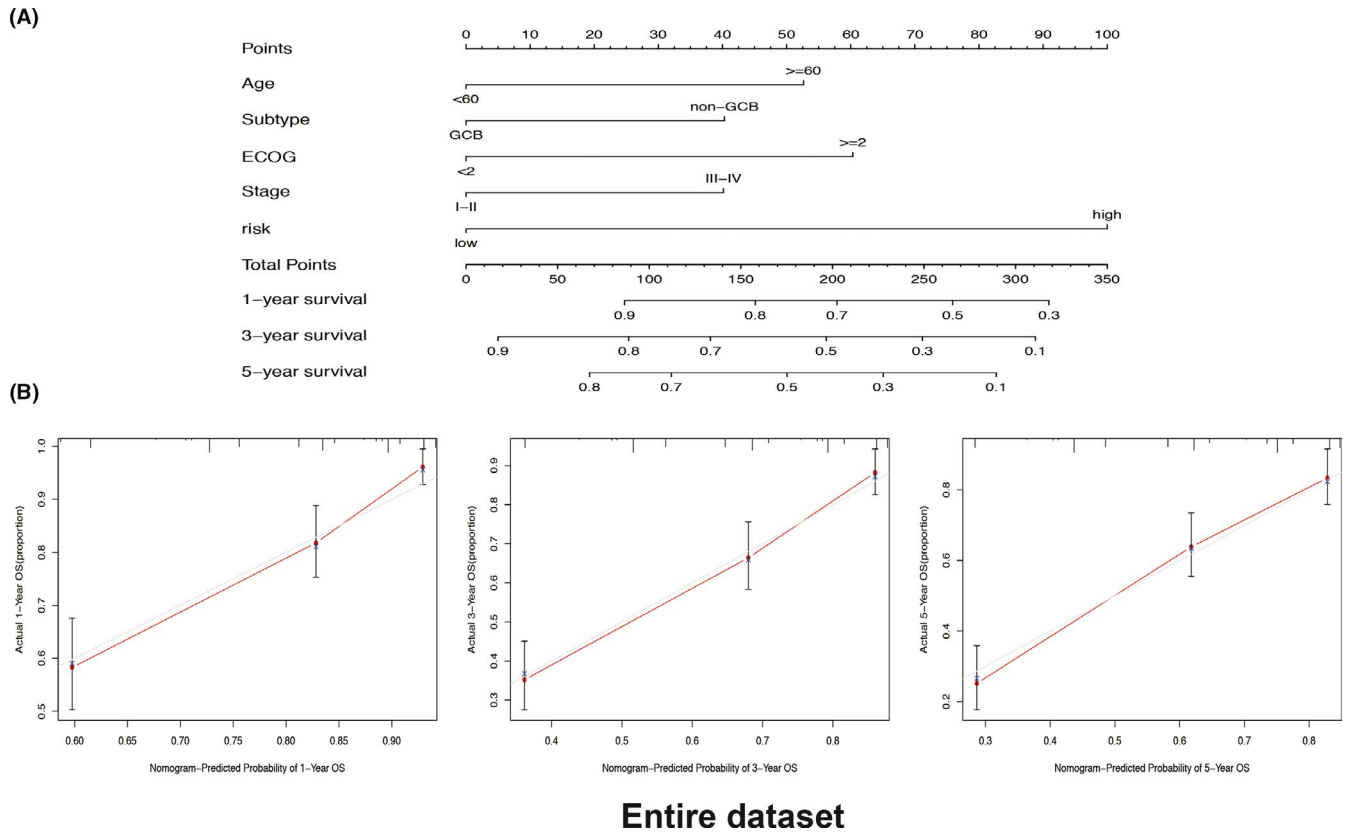 (A)
Points 0 10 20 30 40 50 60 70 80 90 100
Age <60 >=60
Subtype GCB non−GCB
ECOG <2 >=2
Stage I−II III−IV
risk low high
Total Points 0 50 100 150 200 250 300 350
1−year survival 0.9 0.8 0.7 0.5 0.3
3−year survival 0.9 0.8 0.7 0.5 0.3 0.1
5−year survival 0.8 0.7 0.5 0.3 0.1
(B)
Actual 1−Year OS(proportion)
1.0
0.9
0.8
0.7
0.6
0.5
0.60 0.65 0.70 0.75 0.80 0.85 0.90
Nomogram−Predicted Probability of 1−Year OS
Actual 3−Year OS(proportion)
0.9
0.8
0.7
0.6
0.5
0.4
0.3
0.4 0.5 0.6 0.7 0.8
Nomogram−Predicted Probability of 3−Year OS
Actual 5−Year OS(proportion)
0.8
0.6
0.4
0.2
0.3 0.4 0.5 0.6 0.7 0.8
Nomogram−Predicted Probability of 5−Year OS
Entire dataset